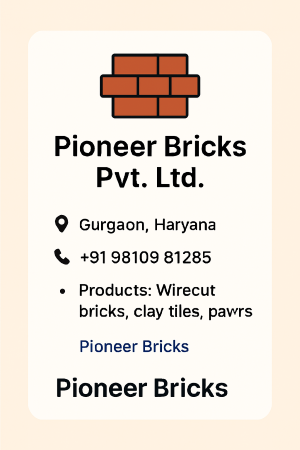 Pioneer Bricks
Pvt. Ltd.
Gurgaon, Haryana
+91 98109 81285
• Products: Wirecut
bricks, clay tiles, pawrs
Pioneer Bricks
Pioneer Bricks